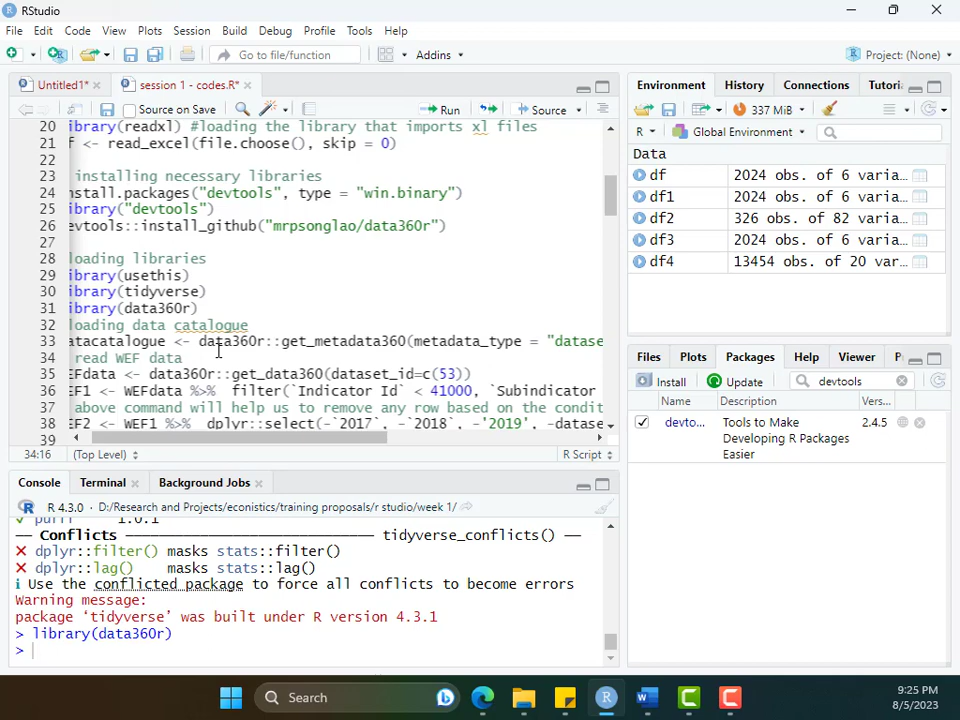 RStudio
File Edit Code View Plots Session Build Debug Profile Tools Help
Go to file/function Addins Project: (None)
Untitled1* session 1 - codes.R*
Source on Save Run Source
20 ibrary(readxl) #loading the library that imports xl files
21 f <- read_excel(file.choose(), skip = 0)
22
23 installing necessary libraries
24 nstall.packages("devtools", type = "win.binary")
25 ibrary("devtools")
26 evtools::install_github("mrpsonglao/data360r")
27
28 loading libraries
29 ibrary(usethis)
30 ibrary(tidyverse)
31 ibrary(data360r)
32 loading data catalogue
33 atacatalogue <- data360r::get_metadata360(metadata_type = "datase
34 read WEF data
35 EFdata <- data360r::get_data360(dataset_id=c(53))
36 EF1 <- WEFdata %>% filter(`Indicator Id` < 41000, `Subindicator
37 above command will help us to remove any row based on the condit
38 EF2 <- WEF1 %>% dplyr::select(-`2017`, -`2018`, -'2019', -datase
39
34:16 (Top Level) R Script
Console Terminal Background Jobs
R 4.3.0 · D:/Research and Projects/econistics/training proposals/r studio/week 1/
✓ purrr 1.0.1
── Conflicts ──────────────────── tidyverse_conflicts() ──
✕ dplyr::filter() masks stats::filter()
✕ dplyr::lag() masks stats::lag()
ℹ Use the conflicted package to force all conflicts to become errors
Warning message:
package ‘tidyverse’ was built under R version 4.3.1
> library(data360r)
>
Environment History Connections Tutori
337 MiB
R Global Environment
Data
df 2024 obs. of 6 varia…
df1 2024 obs. of 6 varia…
df2 326 obs. of 82 varia…
df3 2024 obs. of 6 varia…
df4 13454 obs. of 20 var…
Files Plots Packages Help Viewer P
Install Update devtools
Name Description Vers…
devto… Tools to Make 2.4.5
Developing R Packages
Easier
Search
9:25 PM
8/5/2023